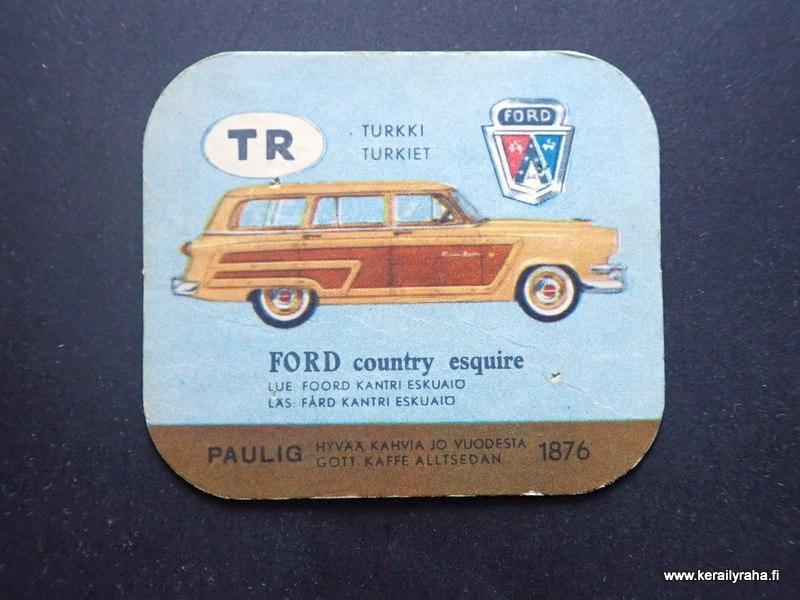 TR
TURKKI
TURKIET
FORD
FORD country esquire
LUE: FOORD KANTRI ESKUAIÖ
LÄS: FÅRD KANTRI ESKUAIÖ
PAULIG
HYVÄÄ KAHVIA JO VUODESTA
GOTT KAFFE ALLTSEDAN
1876
www.kerailyraha.fi